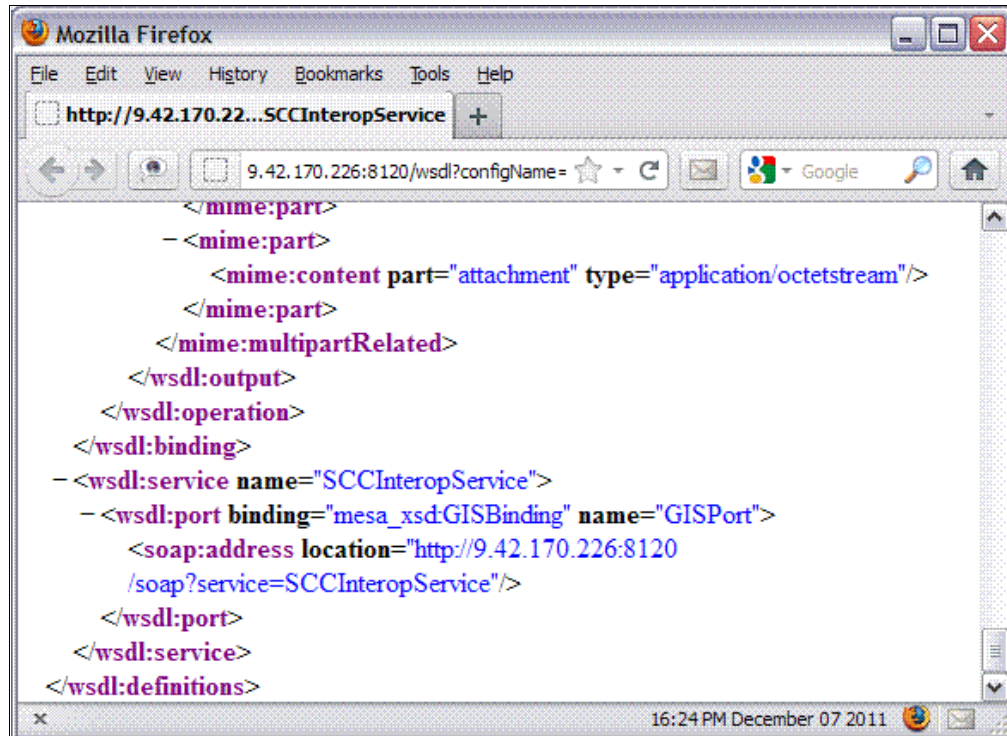 Mozilla Firefox
File Edit View History Bookmarks Tools Help
http://9.42.170.22...SCCInteropService +
9.42.170.226:8120/wsdl?configName= Google
</mime:part>
−<mime:part>
<mime:content part="attachment" type="application/octetstream"/>
</mime:part>
</mime:multipartRelated>
</wsdl:output>
</wsdl:operation>
</wsdl:binding>
−<wsdl:service name="SCCInteropService">
−<wsdl:port binding="mesa_xsd:GISBinding" name="GISPort">
<soap:address location="http://9.42.170.226:8120
/soap?service=SCCInteropService"/>
</wsdl:port>
</wsdl:service>
</wsdl:definitions>
× 16:24 PM December 07 2011